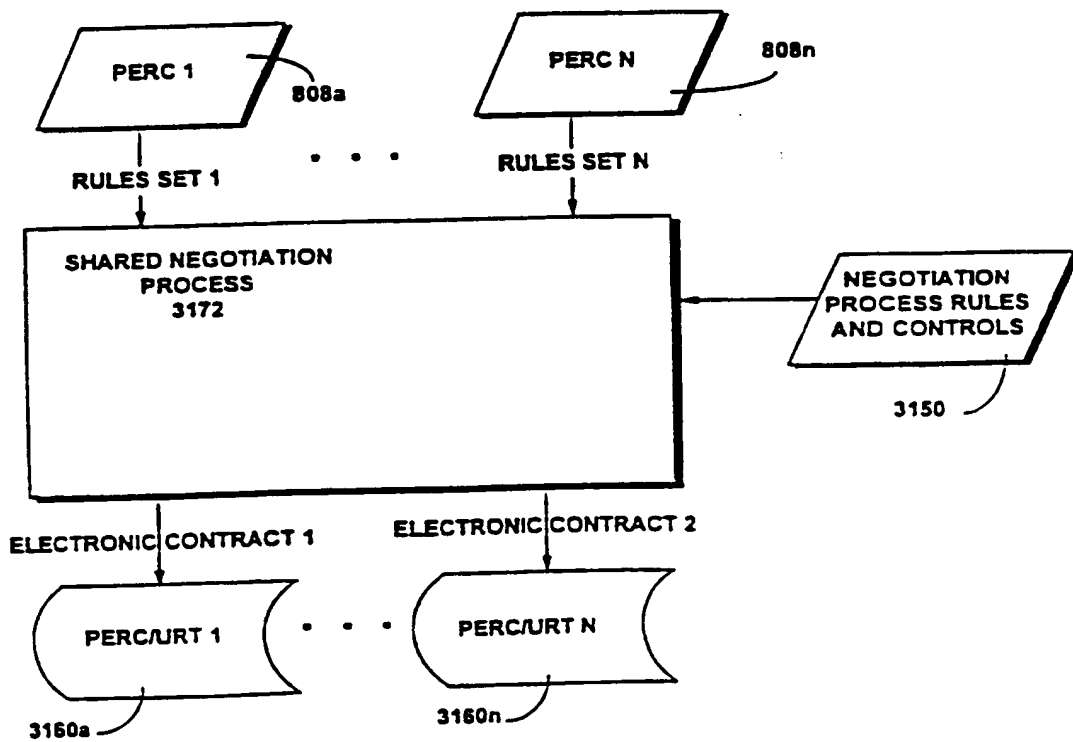 PERC 1
808a
PERC N
808n
RULES SET 1
RULES SET N
SHARED NEGOTIATION
PROCESS
3172
NEGOTIATION
PROCESS RULES
AND CONTROLS
3150
ELECTRONIC CONTRACT 1
ELECTRONIC CONTRACT 2
PERC/URT 1
PERC/URT N
3160a
3160n